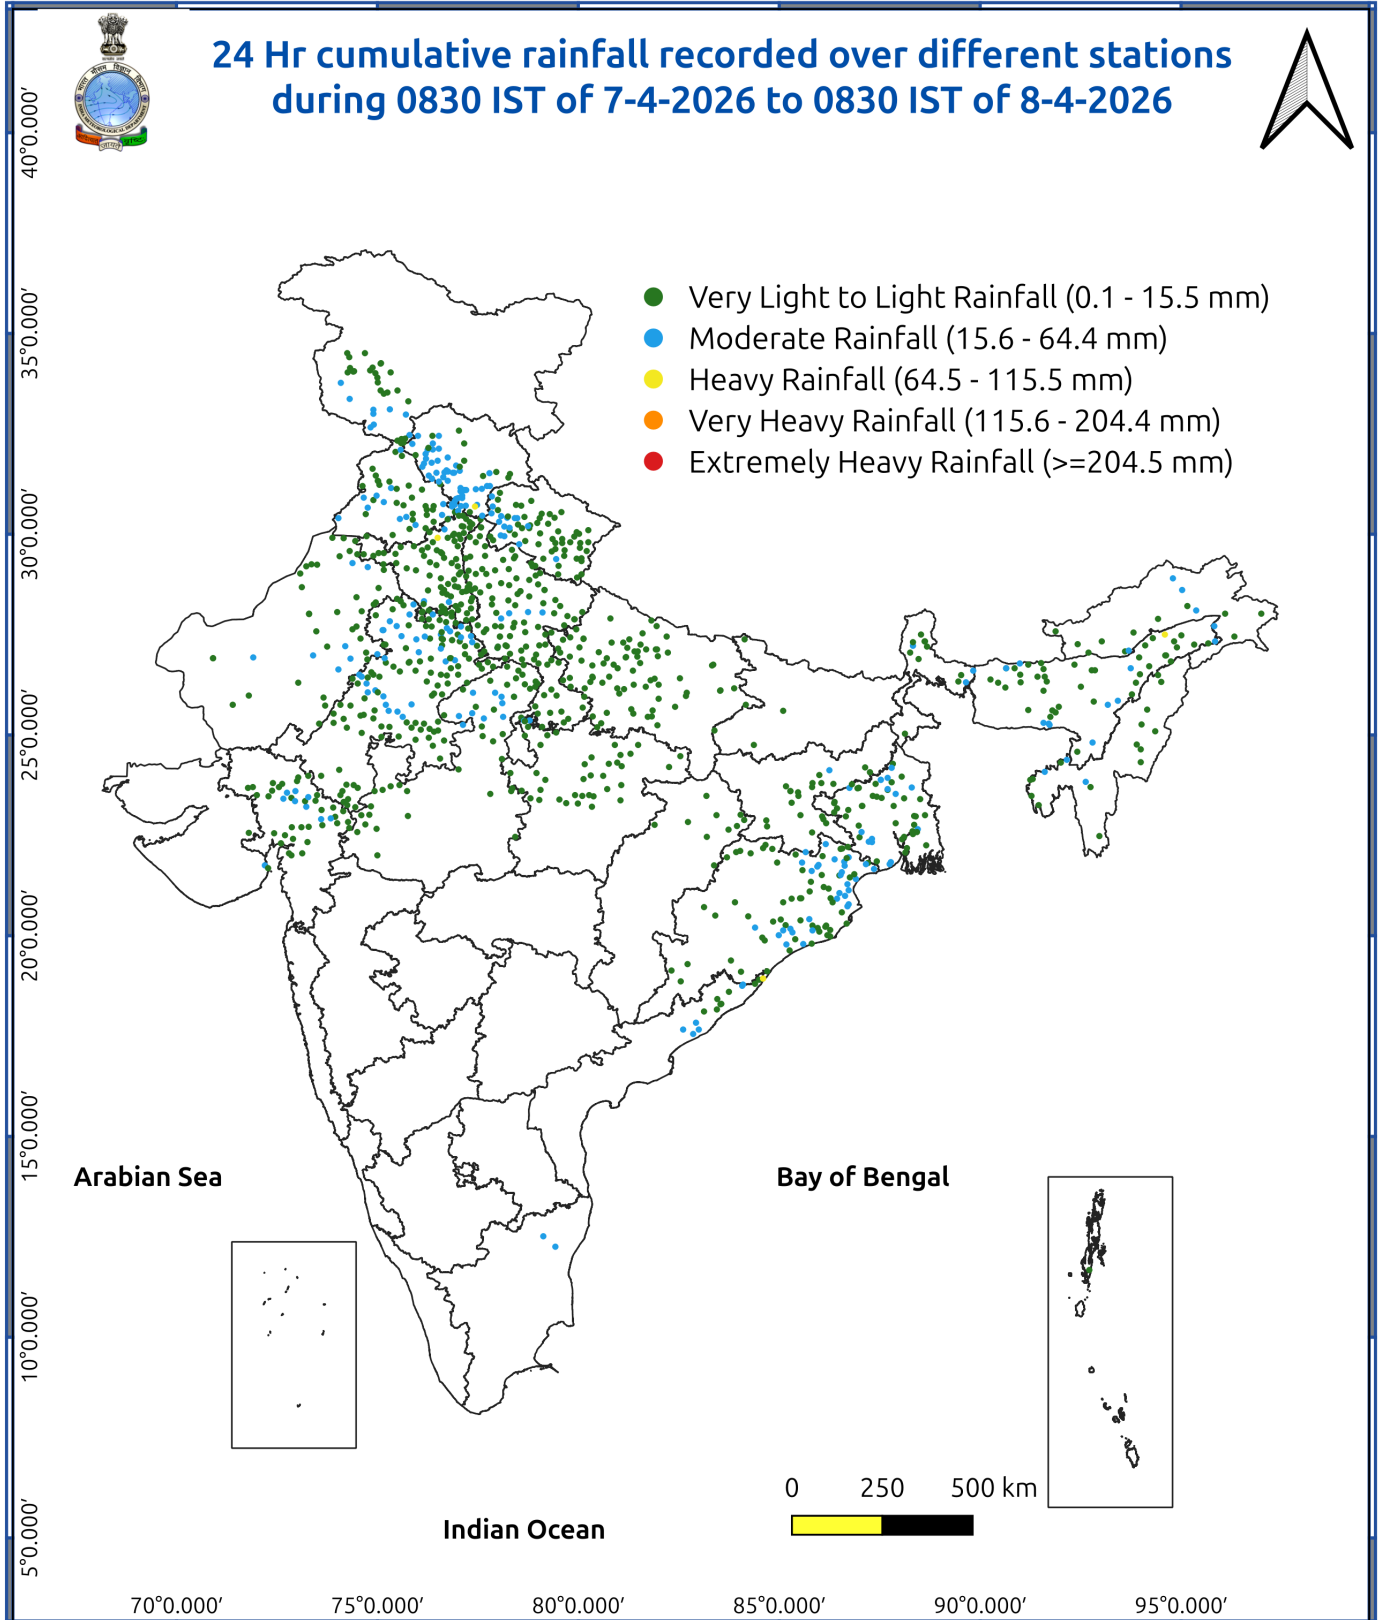 24 Hr cumulative rainfall recorded over different stations
during 0830 IST of 7-4-2026 to 0830 IST of 8-4-2026
Very Light to Light Rainfall (0.1 - 15.5 mm)
Moderate Rainfall (15.6 - 64.4 mm)
Heavy Rainfall (64.5 - 115.5 mm)
Very Heavy Rainfall (115.6 - 204.4 mm)
Extremely Heavy Rainfall (>=204.5 mm)
40°0.000′
35°0.000′
30°0.000′
25°0.000′
20°0.000′
15°0.000′
10°0.000′
5°0.000′
Arabian Sea
Bay of Bengal
Indian Ocean
0 250 500 km
70°0.000′ 75°0.000′ 80°0.000′ 85°0.000′ 90°0.000′ 95°0.000′